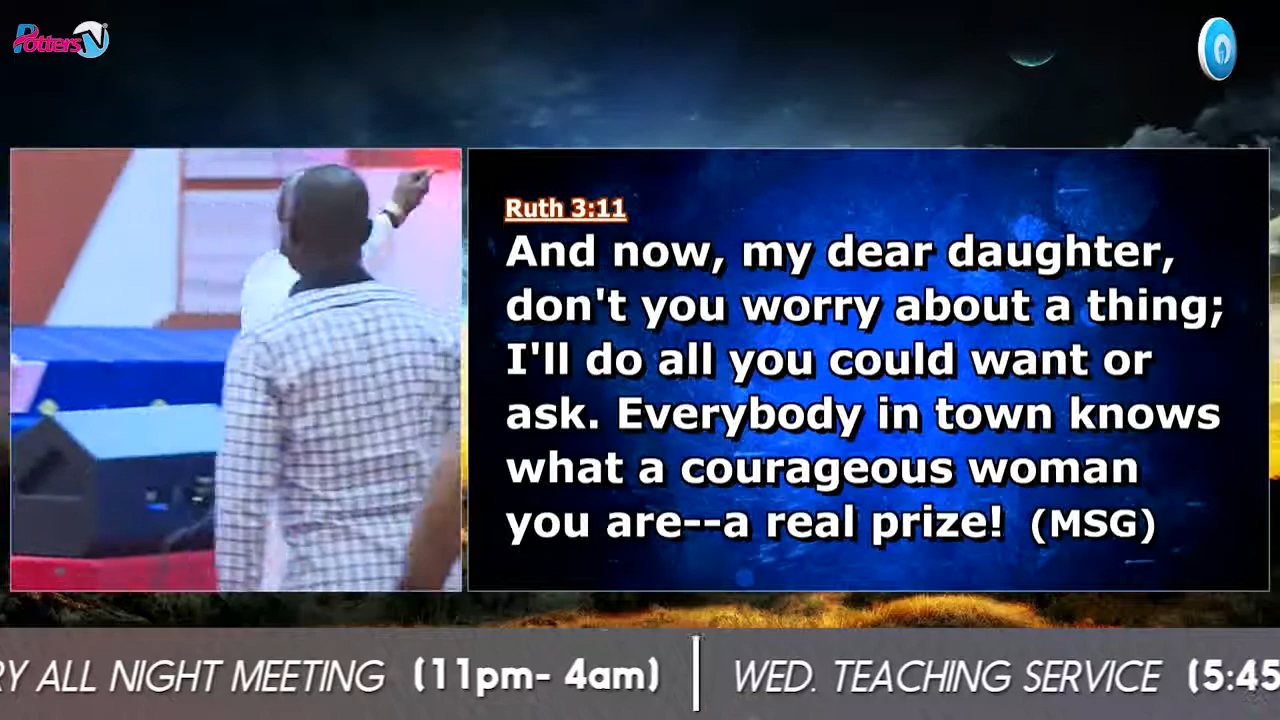 PottersTV
Ruth 3:11
And now, my dear daughter,
don't you worry about a thing;
I'll do all you could want or
ask. Everybody in town knows
what a courageous woman
you are--a real prize! (MSG)
RY ALL NIGHT MEETING (11pm- 4am) | WED. TEACHING SERVICE (5:45